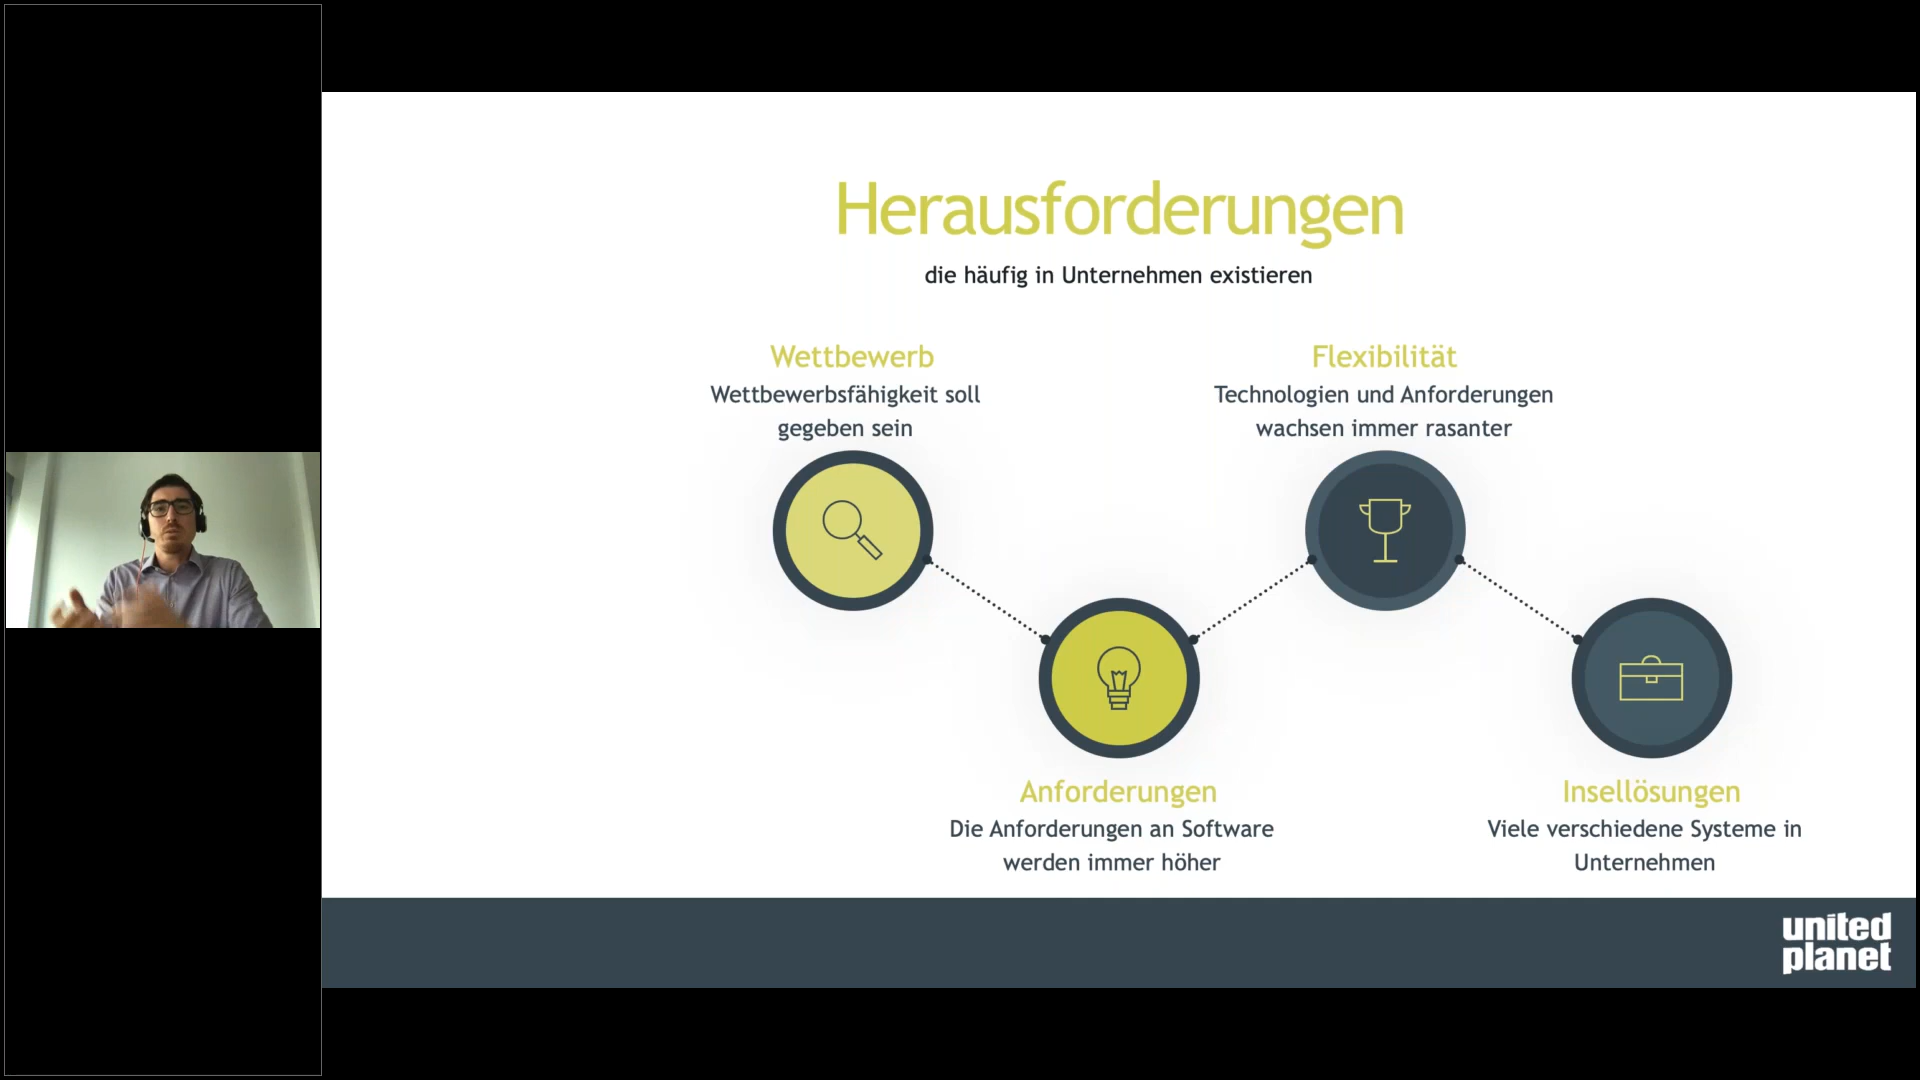 Herausforderungen
die häufig in Unternehmen existieren
Wettbewerb
Wettbewerbsfähigkeit soll
gegeben sein
Flexibilität
Technologien und Anforderungen
wachsen immer rasanter
Anforderungen
Die Anforderungen an Software
werden immer höher
Insellösungen
Viele verschiedene Systeme in
Unternehmen
united
planet